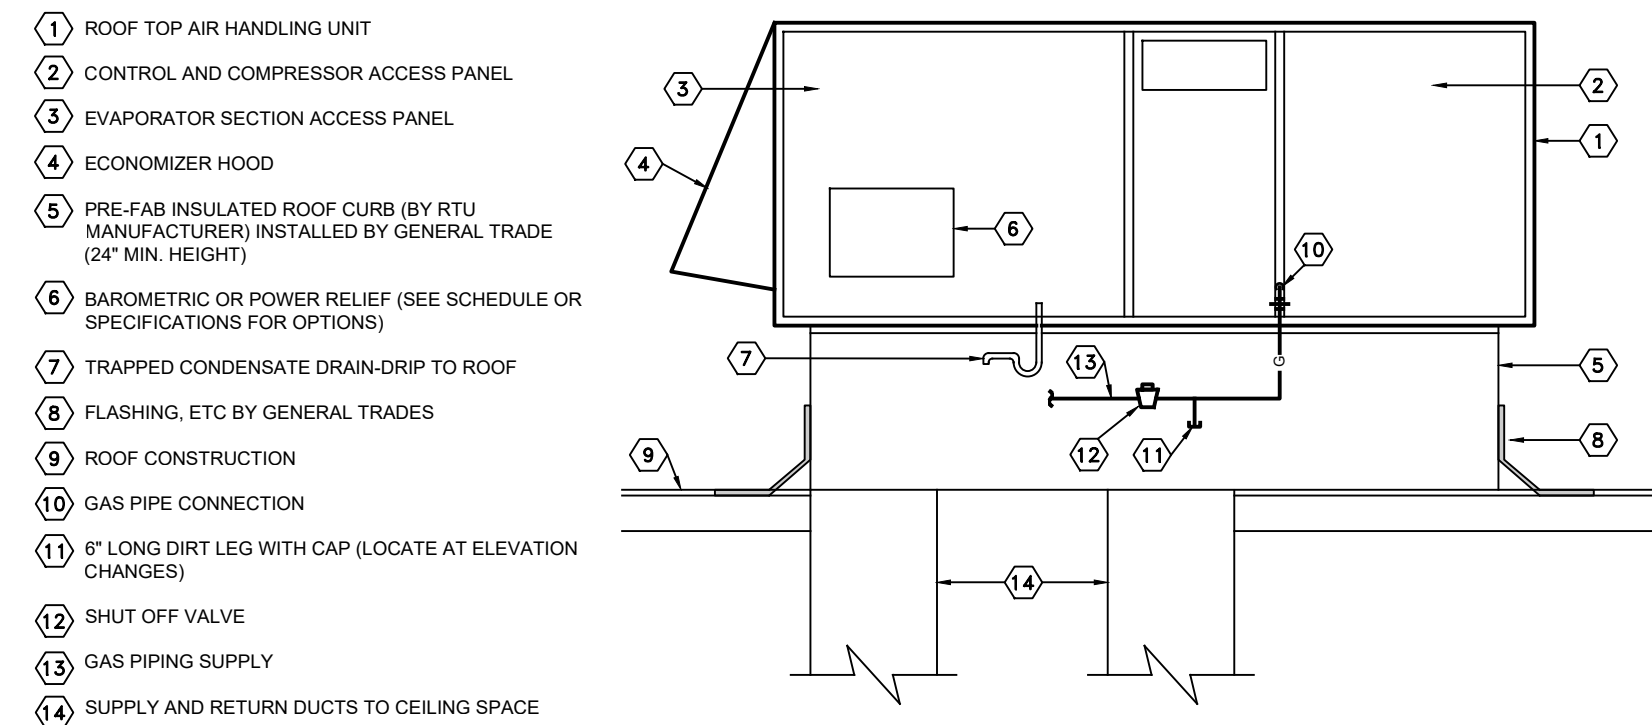 1 ROOF TOP AIR HANDLING UNIT
2 CONTROL AND COMPRESSOR ACCESS PANEL
3 EVAPORATOR SECTION ACCESS PANEL
4 ECONOMIZER HOOD
5 PRE-FAB INSULATED ROOF CURB (BY RTU
MANUFACTURER) INSTALLED BY GENERAL TRADE
(24" MIN. HEIGHT)
6 BAROMETRIC OR POWER RELIEF (SEE SCHEDULE OR
SPECIFICATIONS FOR OPTIONS)
7 TRAPPED CONDENSATE DRAIN-DRIP TO ROOF
8 FLASHING, ETC BY GENERAL TRADES
9 ROOF CONSTRUCTION
10 GAS PIPE CONNECTION
11 6" LONG DIRT LEG WITH CAP (LOCATE AT ELEVATION
CHANGES)
12 SHUT OFF VALVE
13 GAS PIPING SUPPLY
14 SUPPLY AND RETURN DUCTS TO CEILING SPACE
3
2
1
4
6
10
7
13
G
5
12
11
8
9
14